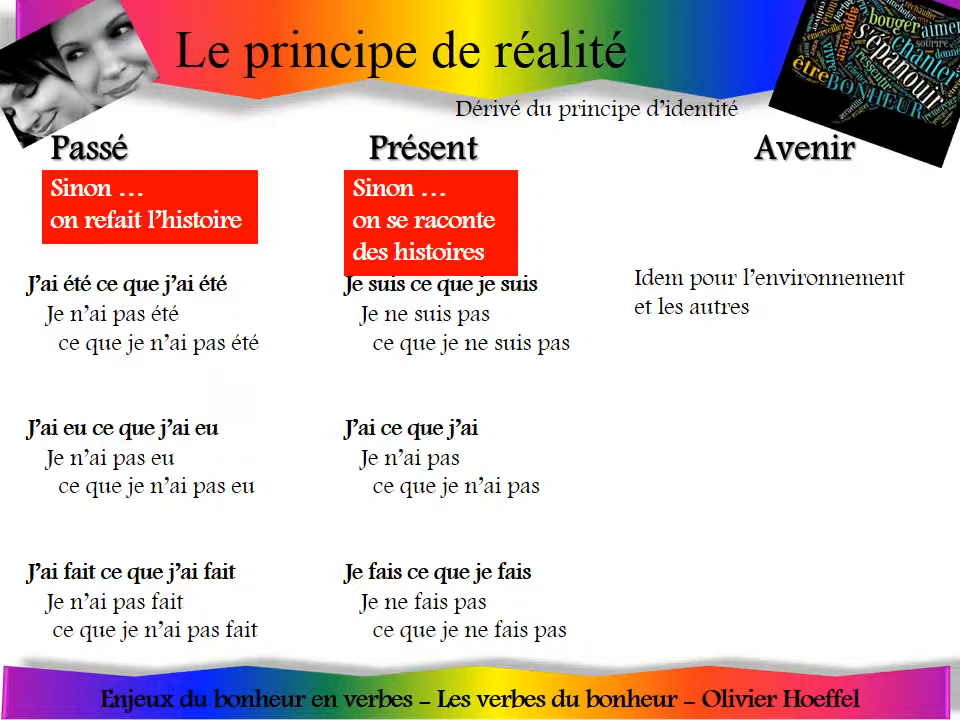 Le principe de réalité
Dérivé du principe d'identité
Passé
Présent
Avenir
Sinon …
on refait l'histoire
Sinon …
on se raconte
des histoires
J'ai été ce que j'ai été
Je n'ai pas été
ce que je n'ai pas été
Je suis ce que je suis
Je ne suis pas
ce que je ne suis pas
Idem pour l'environnement
et les autres
J'ai eu ce que j'ai eu
Je n'ai pas eu
ce que je n'ai pas eu
J'ai ce que j'ai
Je n'ai pas
ce que je n'ai pas
J'ai fait ce que j'ai fait
Je n'ai pas fait
ce que je n'ai pas fait
Je fais ce que je fais
Je ne fais pas
ce que je ne fais pas
bouger
aimer
chanter
sourire
s'épanouir
être
BONHEUR
vivre
apprécier
Enjeux du bonheur en verbes – Les verbes du bonheur – Olivier Hoeffel